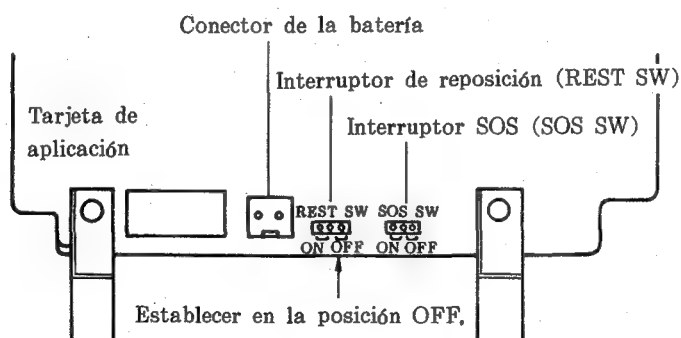 Conector de la batería
Interruptor de reposición (REST SW)
Tarjeta de
aplicación
Interruptor SOS (SOS SW)
REST SW SOS SW
ON OFF ON OFF
Establecer en la posición OFF.